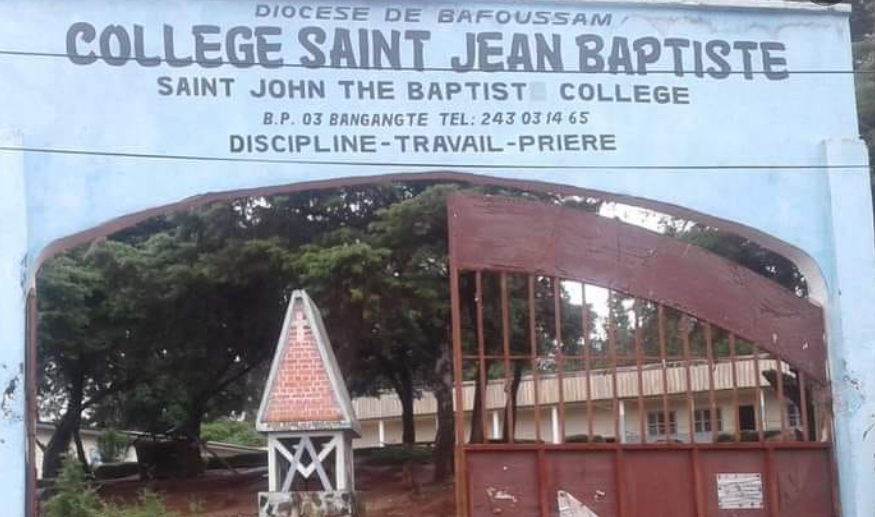 DIOCESE DE BAFOUSSAM
COLLEGE SAINT JEAN BAPTISTE
SAINT JOHN THE BAPTIST COLLEGE
B.P. 03 BANGANGTE TEL: 243 03 14 65
DISCIPLINE-TRAVAIL-PRIERE